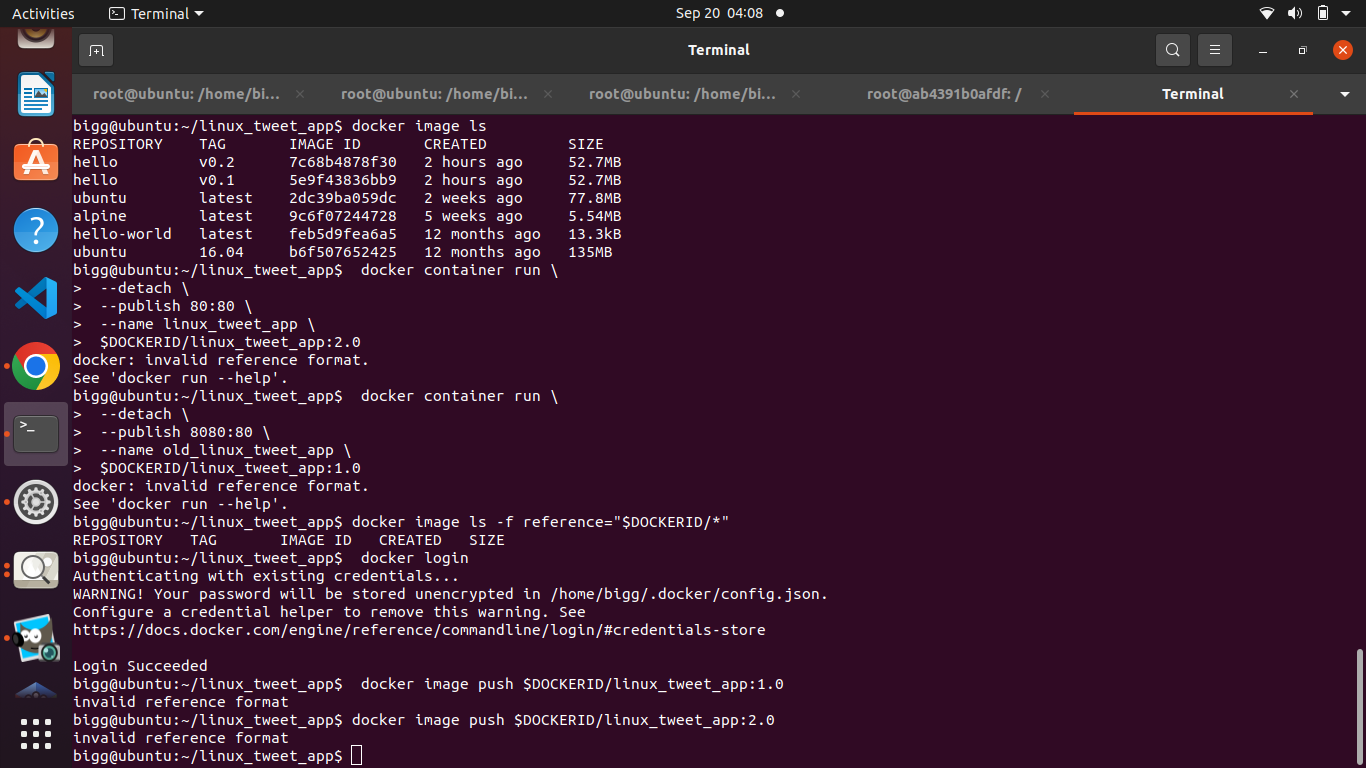 Activities
Terminal
Sep 20 04:08
Terminal
root@ubuntu: /home/bi...
root@ubuntu: /home/bi...
root@ubuntu: /home/bi...
root@ab4391b0afdf: /
Terminal
bigg@ubuntu:~/linux_tweet_app$ docker image ls
REPOSITORY    TAG       IMAGE ID       CREATED         SIZE
hello         v0.2      7c68b4878f30   2 hours ago     52.7MB
hello         v0.1      5e9f43836bb9   2 hours ago     52.7MB
ubuntu        latest    2dc39ba059dc   2 weeks ago     77.8MB
alpine        latest    9c6f07244728   5 weeks ago     5.54MB
hello-world   latest    feb5d9fea6a5   12 months ago   13.3kB
ubuntu        16.04     b6f507652425   12 months ago   135MB
bigg@ubuntu:~/linux_tweet_app$  docker container run \
>  --detach \
>  --publish 80:80 \
>  --name linux_tweet_app \
>  $DOCKERID/linux_tweet_app:2.0
docker: invalid reference format.
See 'docker run --help'.
bigg@ubuntu:~/linux_tweet_app$  docker container run \
>  --detach \
>  --publish 8080:80 \
>  --name old_linux_tweet_app \
>  $DOCKERID/linux_tweet_app:1.0
docker: invalid reference format.
See 'docker run --help'.
bigg@ubuntu:~/linux_tweet_app$ docker image ls -f reference="$DOCKERID/*"
REPOSITORY   TAG       IMAGE ID   CREATED   SIZE
bigg@ubuntu:~/linux_tweet_app$  docker login
Authenticating with existing credentials...
WARNING! Your password will be stored unencrypted in /home/bigg/.docker/config.json.
Configure a credential helper to remove this warning. See
https://docs.docker.com/engine/reference/commandline/login/#credentials-store
Login Succeeded
bigg@ubuntu:~/linux_tweet_app$  docker image push $DOCKERID/linux_tweet_app:1.0
invalid reference format
bigg@ubuntu:~/linux_tweet_app$ docker image push $DOCKERID/linux_tweet_app:2.0
invalid reference format
bigg@ubuntu:~/linux_tweet_app$